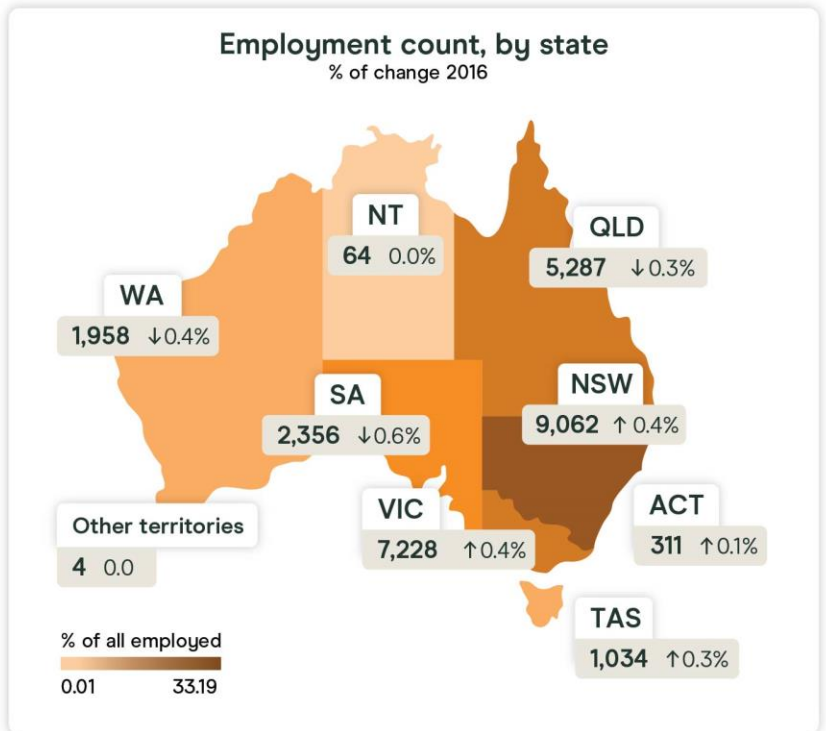 Employment count, by state
% of change 2016
NT
64 0.0%
QLD
5,287 ↓0.3%
WA
1,958 ↓0.4%
SA
2,356 ↓0.6%
NSW
9,062 ↑ 0.4%
VIC
7,228 ↑0.4%
ACT
311 ↑0.1%
Other territories
4 0.0
TAS
1,034 ↑0.3%
% of all employed
0.01 33.19